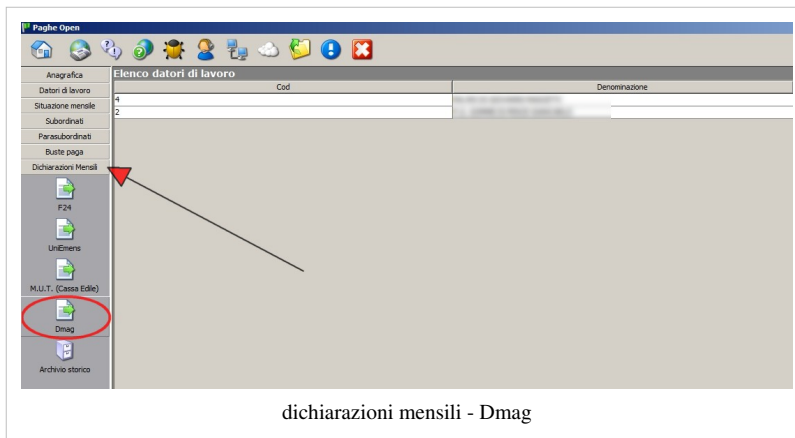 Paghe Open
Anagrafica
Datori di lavoro
Situazione mensile
Subordinati
Parasubordinati
Buste paga
Dichiarazioni Mensili
F24
UniEmens
M.U.T. (Cassa Edile)
Dmag
Archivio storico
Elenco datori di lavoro
Cod Denominazione
4
2
dichiarazioni mensili - Dmag